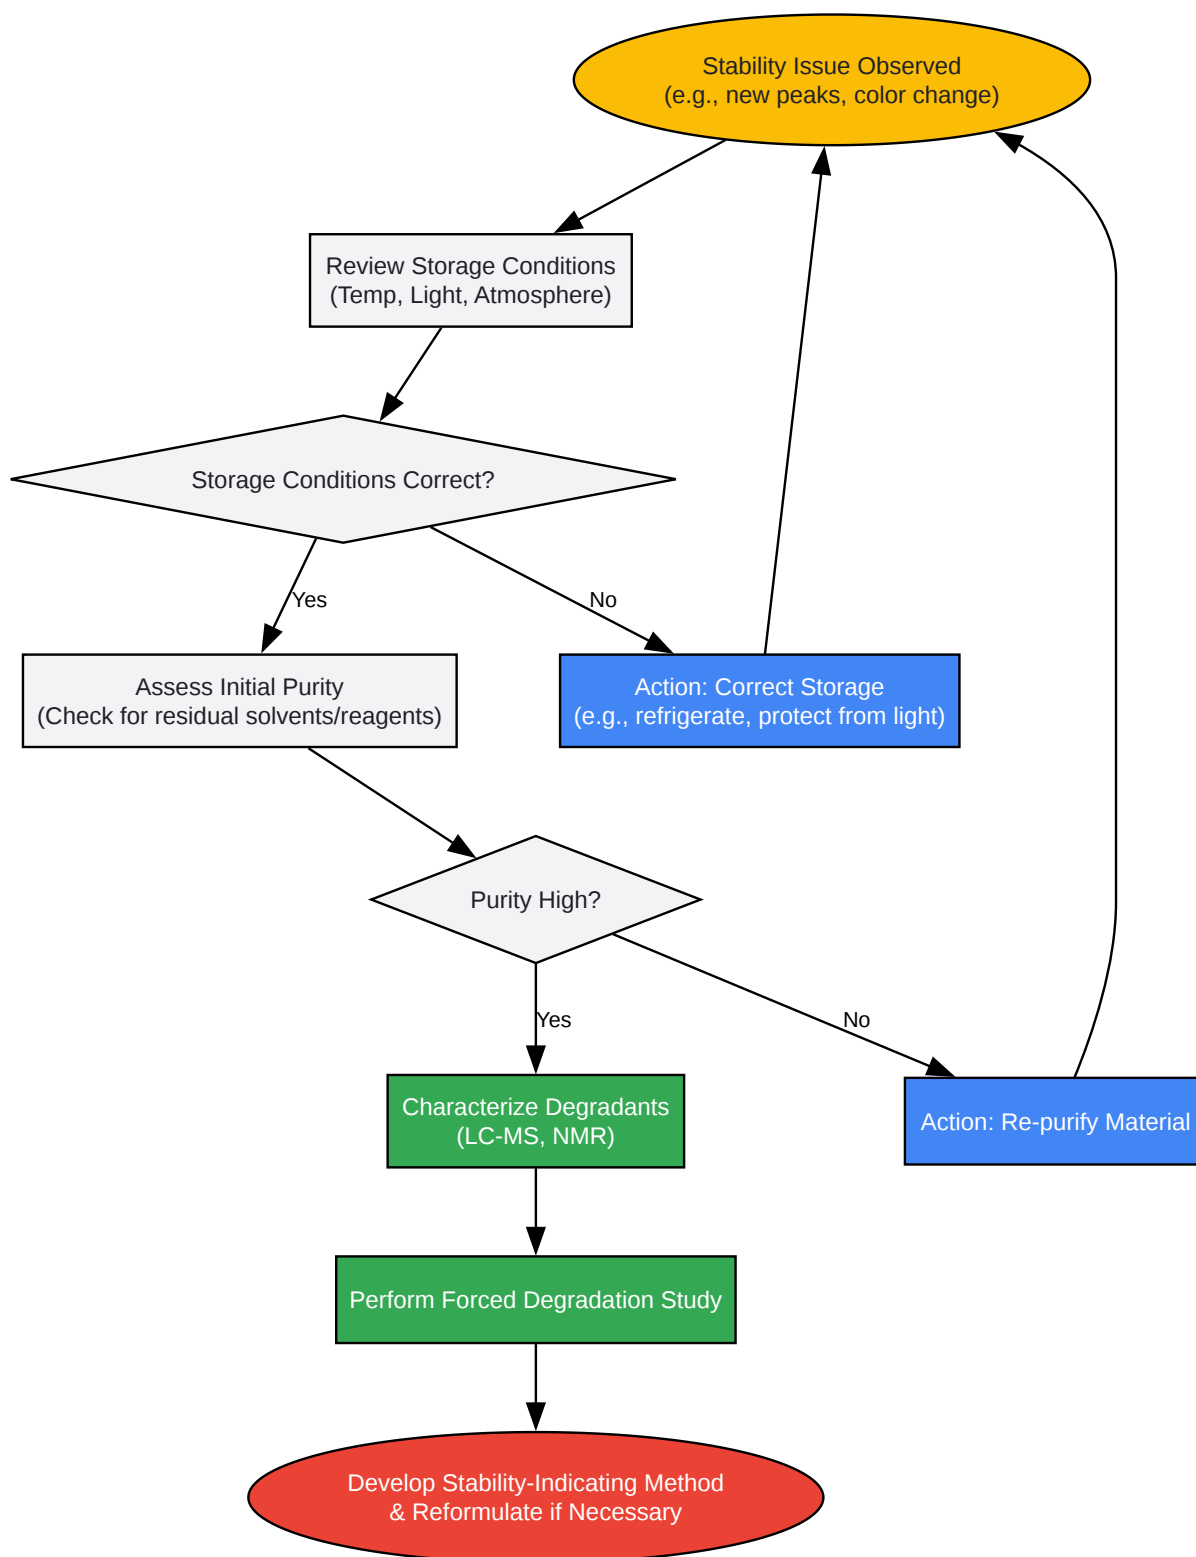 Stability Issue Observed
(e.g., new peaks, color change)
Review Storage Conditions
(Temp, Light, Atmosphere)
Storage Conditions Correct?
Yes
No
Assess Initial Purity
(Check for residual solvents/reagents)
Action: Correct Storage
(e.g., refrigerate, protect from light)
Purity High?
Yes
No
Characterize Degradants
(LC-MS, NMR)
Action: Re-purify Material
Perform Forced Degradation Study
Develop Stability-Indicating Method
& Reformulate if Necessary